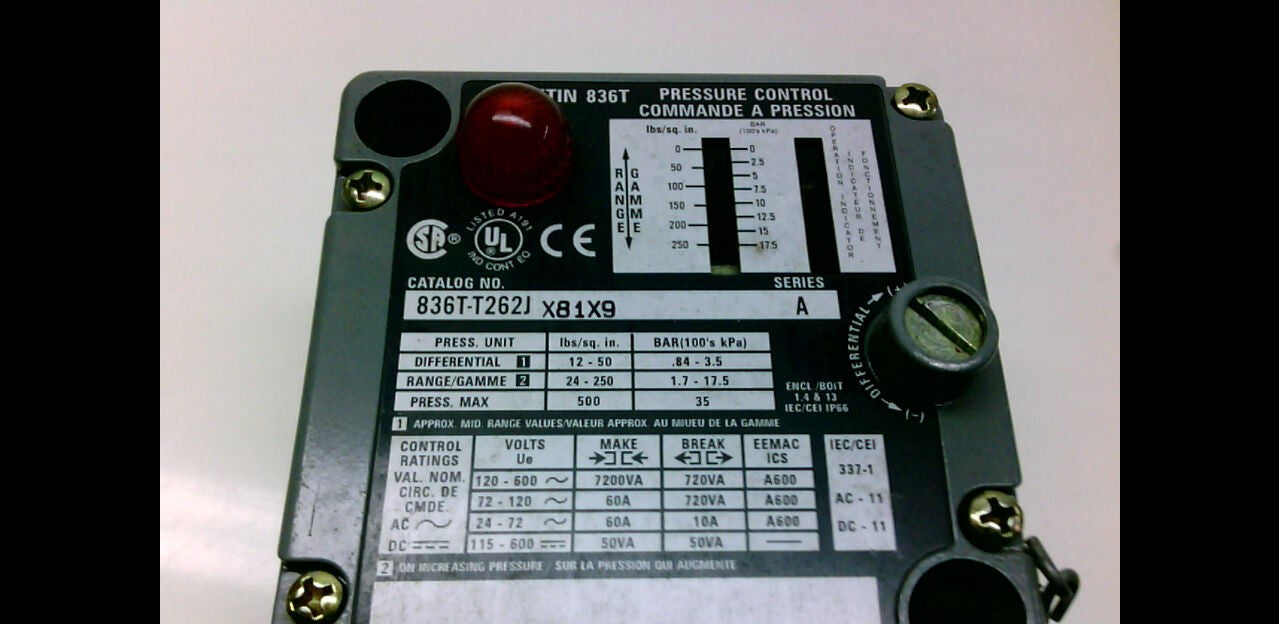 TIN 836T
PRESSURE CONTROL
COMMANDE A PRESSION
lbs/sq. in.
BAR
(100's kPa)
0 0
50 2.5
5
100 7.5
150 10
12.5
200 15
250 17.5
RANGE
GAMME
OPERATION INDICATOR
INDICATEUR DE
FONCTIONNEMENT
SA ®
LISTED A191
UL ®
IND CONT EQ
CE
CATALOG NO. SERIES
836T-T262J X81X9 A
DIFFERENTIAL
(+)
(-)
PRESS. UNIT lbs/sq. in. BAR(100's kPa)
DIFFERENTIAL 1 12 - 50 .84 - 3.5
RANGE/GAMME 2 24 - 250 1.7 - 17.5
PRESS. MAX 500 35
ENCL./BOIT
1.4 & 13
IEC/CEI IP66
1 APPROX. MID. RANGE VALUES/VALEUR APPROX. AU MIUEU DE LA GAMME
CONTROL RATINGS
VAL. NOM. CIRC. DE CMDE.
AC
DC
VOLTS Ue MAKE BREAK EEMAC ICS
120 - 600 7200VA 720VA A600
72 - 120 60A 720VA A600
24 - 72 60A 10A A600
115 - 600 50VA 50VA —
IEC/CEI
337-1
AC - 11
DC - 11
2 ON INCREASING PRESSURE / SUR LA PRESSION QUI AUGMENTE